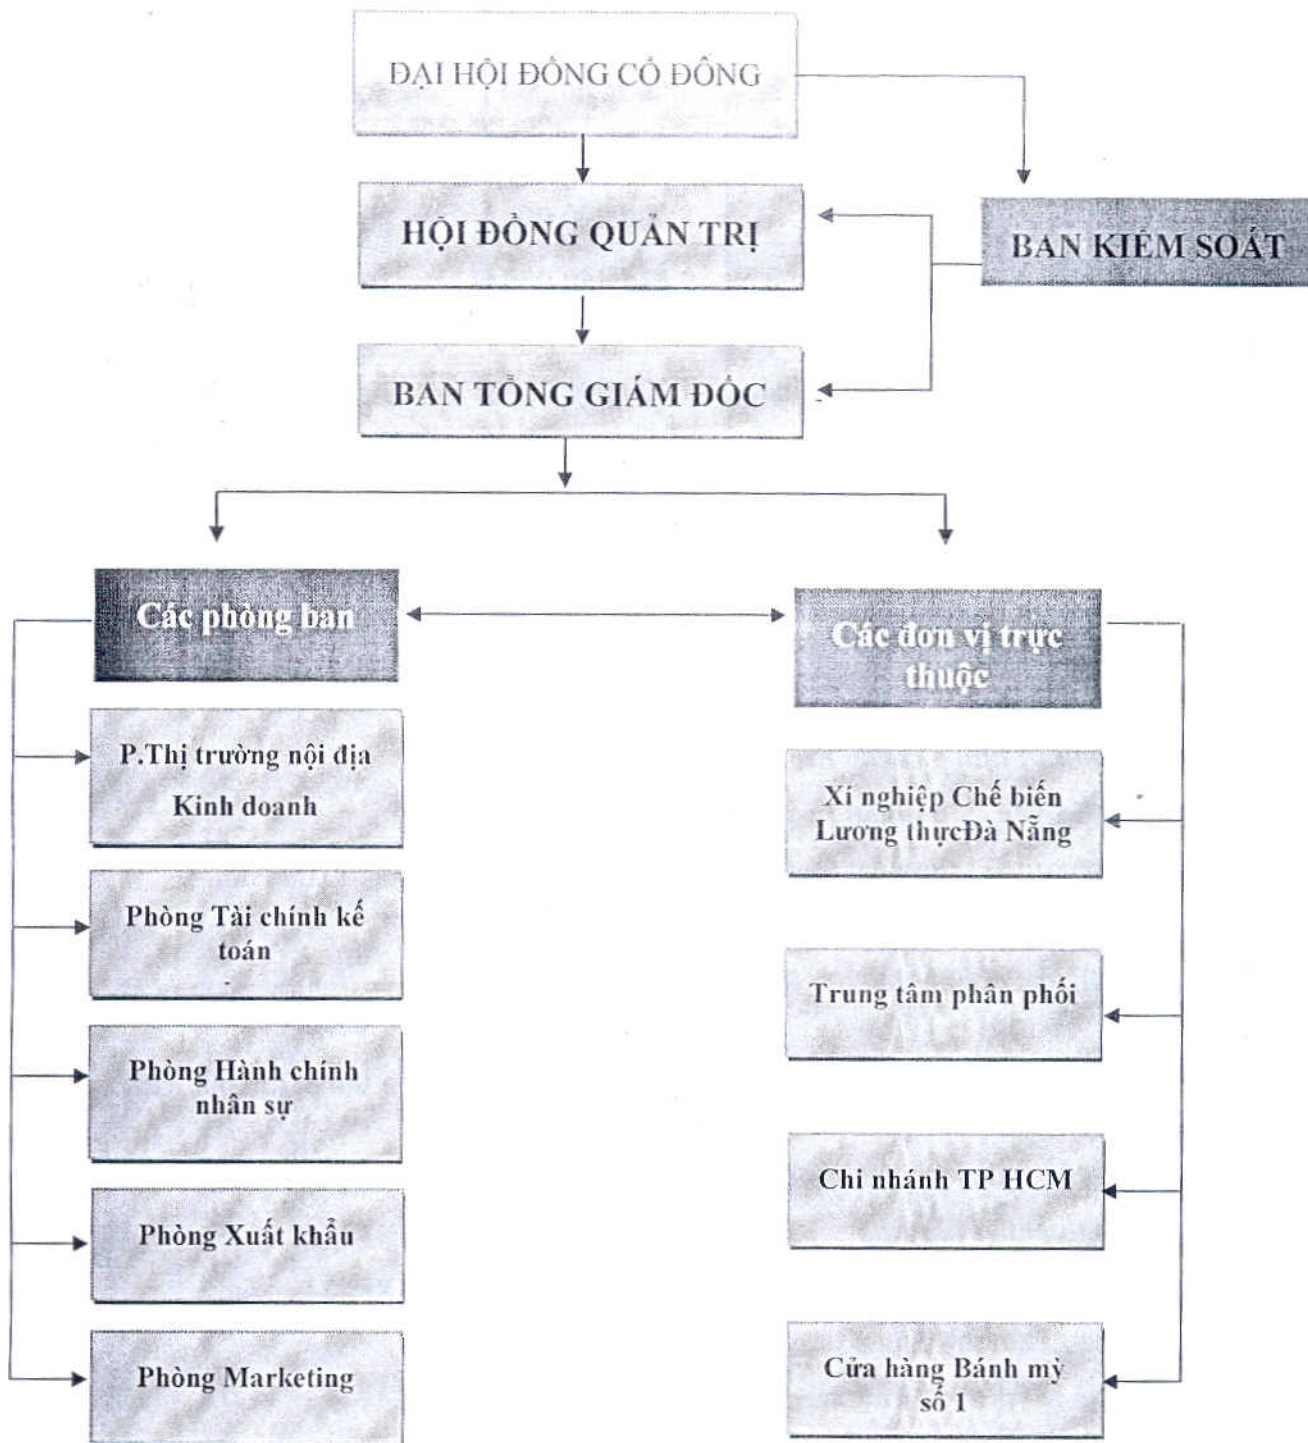 ĐẠI HỘI ĐỒNG CỔ ĐÔNG
HỘI ĐỒNG QUẢN TRỊ
BAN KIỂM SOÁT
BAN TỔNG GIÁM ĐỐC
Các phòng ban
Các đơn vị trực
thuộc
P.Thị trường nội địa
Kinh doanh
Phòng Tài chính kế
toán
Phòng Hành chính
nhân sự
Phòng Xuất khẩu
Phòng Marketing
Xí nghiệp Chế biến
Lương thựcĐà Nẵng
Trung tâm phân phối
Chi nhánh TP HCM
Cửa hàng Bánh mỳ
số 1